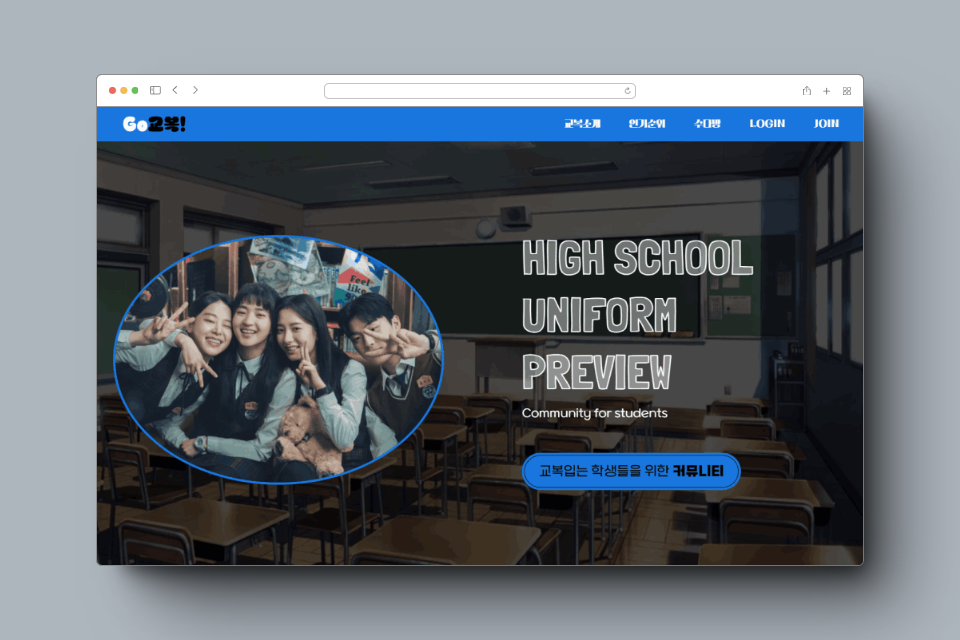 Go교복!
교복소개 인기순위 수다방 LOGIN JOIN
Feel
like
HIGH SCHOOL
UNIFORM
PREVIEW
Community for students
교복입는 학생들을 위한 커뮤니티